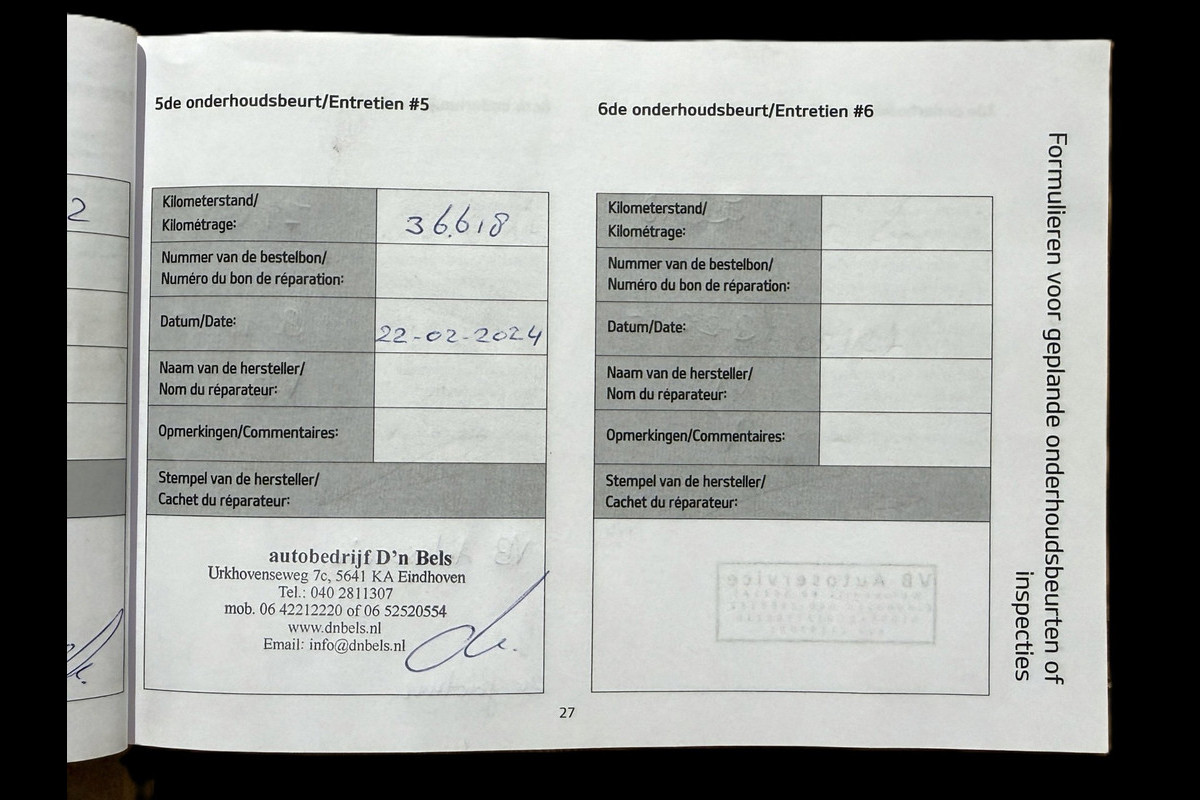 2
5de onderhoudsbeurt/Entretien #5
Kilometerstand/
Kilométrage:
36.618
Nummer van de bestelbon/
Numéro du bon de réparation:
Datum/Date:
22-02-2024
Naam van de hersteller/
Nom du réparateur:
Opmerkingen/Commentaires:
Stempel van de hersteller/
Cachet du réparateur:
autobedrijf D'n Bels
Urkhovenseweg 7c, 5641 KA Eindhoven
Tel.: 040 2811307
mob. 06 42212220 of 06 52520554
www.dnbels.nl
Email: info@dnbels.nl
6de onderhoudsbeurt/Entretien #6
Kilometerstand/
Kilométrage:
Nummer van de bestelbon/
Numéro du bon de réparation:
Datum/Date:
Naam van de hersteller/
Nom du réparateur:
Opmerkingen/Commentaires:
Stempel van de hersteller/
Cachet du réparateur:
VB Autoservice
27
Formulieren voor geplande onderhoudsbeurten of
inspecties